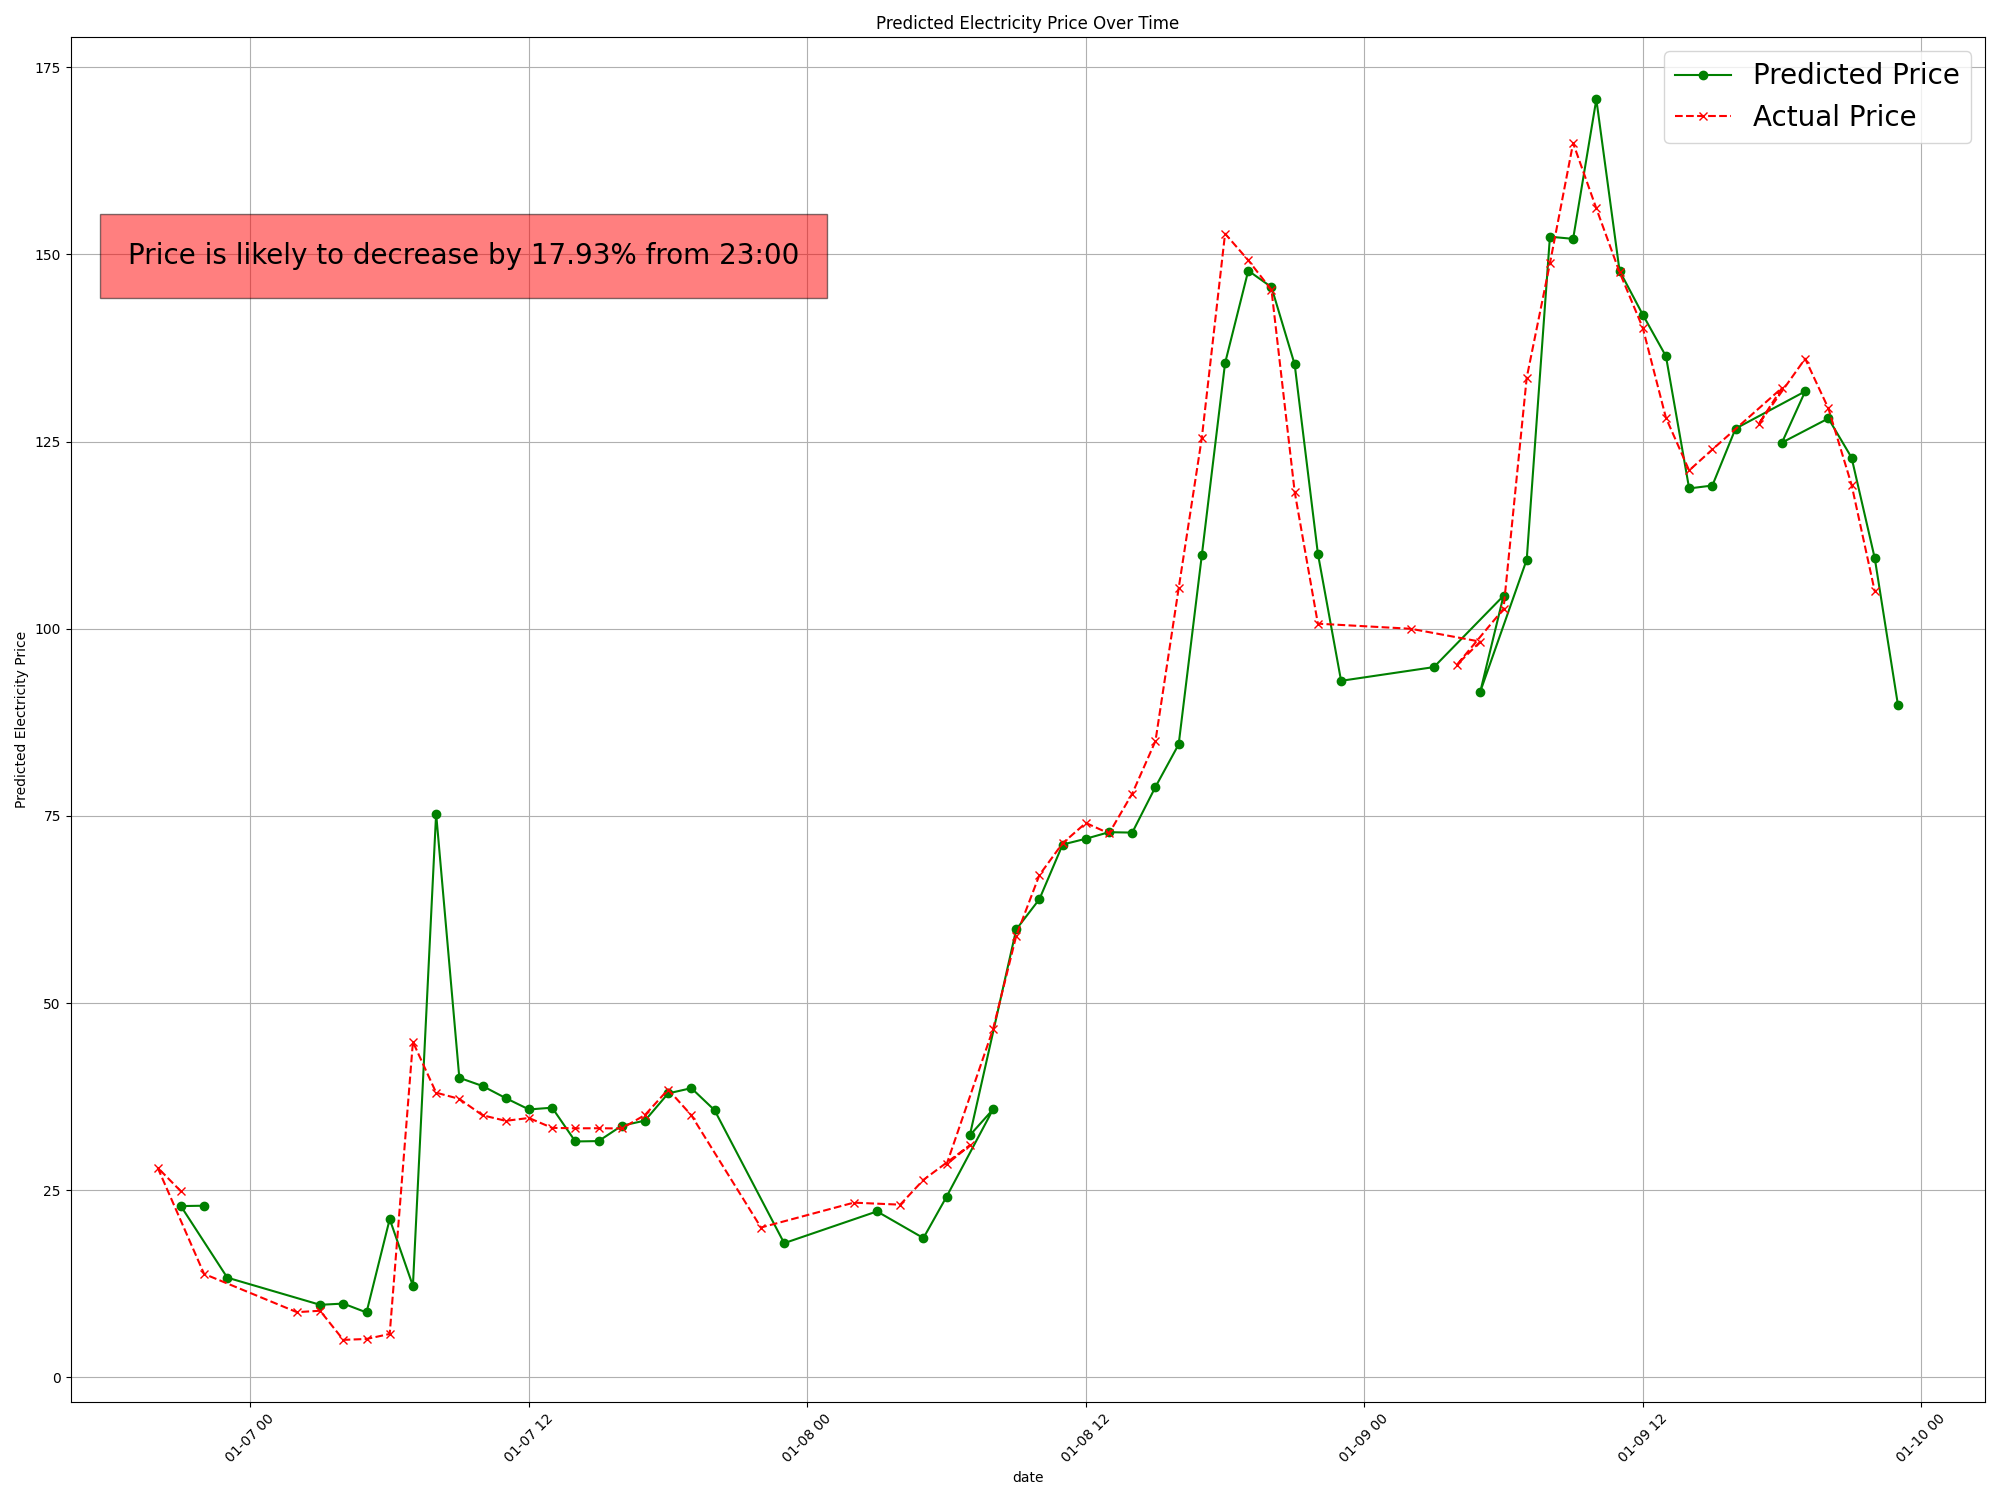 Predicted Electricity Price Over Time
Predicted Price
Actual Price
Price is likely to decrease by 17.93% from 23:00
Predicted Electricity Price
175
150
125
100
75
50
25
0
01-07 00
01-07 12
01-08 00
01-08 12
01-09 00
01-09 12
01-10 00
date